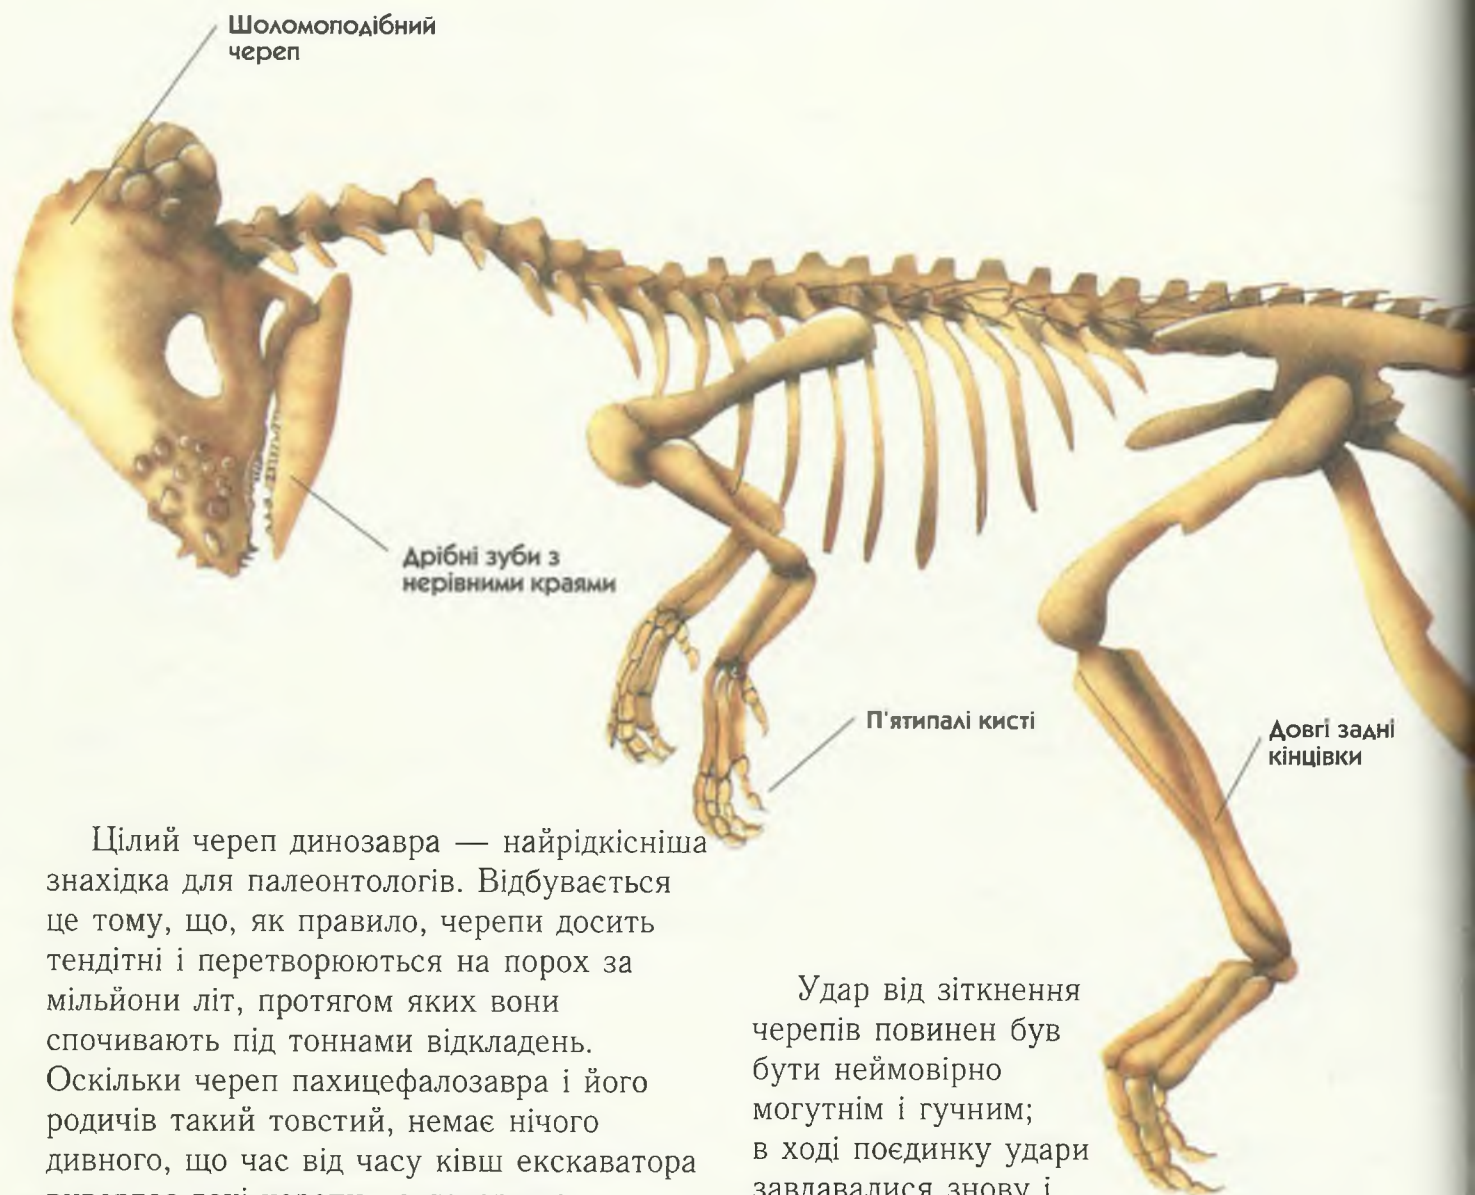 Шоломоподібний
череп
Дрібні зуби з
нерівними краями
П'ятипалі кисті
Довгі задні
кінцівки
Цілий череп динозавра — найрідкісніша
знахідка для палеонтологів. Відбувається
це тому, що, як правило, черепи досить
тендітні і перетворюються на порох за
мільйони літ, протягом яких вони
спочивають під тоннами відкладень.
Оскільки череп пахицефалозавра і його
родичів такий товстий, немає нічого
дивного, що час від часу ківш екскаватора
Удар від зіткнення
черепів повинен був
бути неймовірно
могутнім і гучним;
в ході поєдинку удари
завдавалися знову і